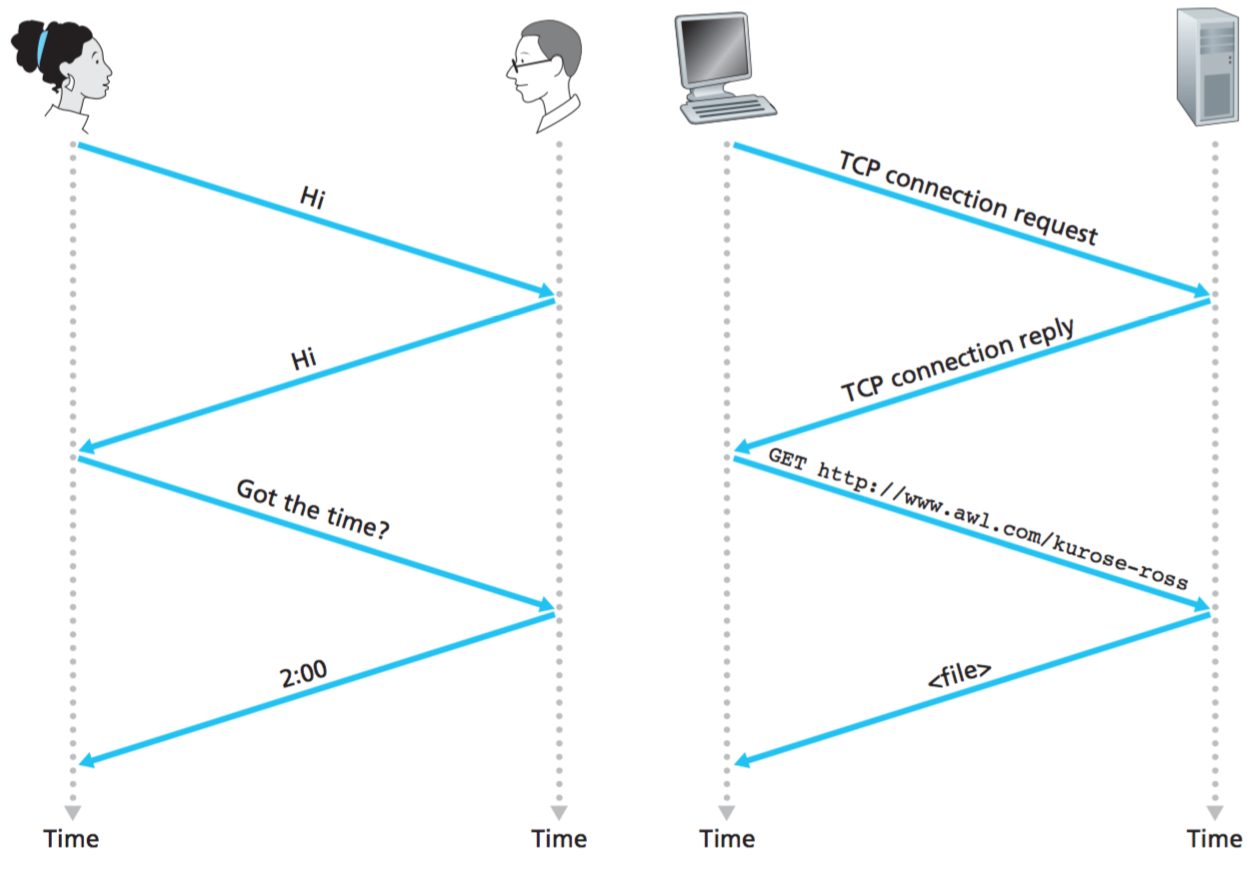 Hi
Hi
Got the time?
2:00
Time
Time
TCP connection request
TCP connection reply
GET http://www.awl.com/kurose-ross
<file>
Time
Time